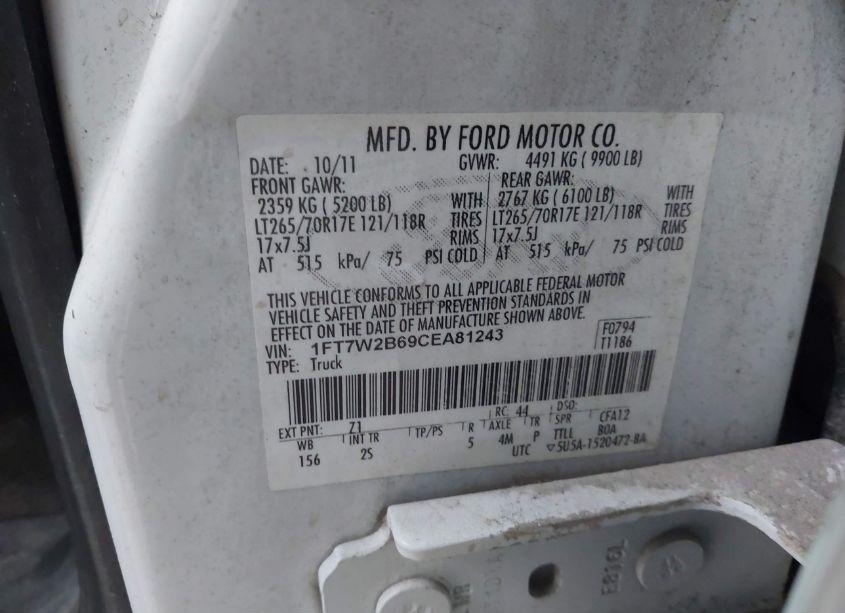 MFD. BY FORD MOTOR CO.
DATE: 10/11 GVWR: 4491 KG ( 9900 LB)
FRONT GAWR: REAR GAWR:
2359 KG ( 5200 LB) WITH 2767 KG ( 6100 LB) WITH
LT265/70R17E 121/118R TIRES LT265/70R17E 121/118R TIRES
17x7.5J RIMS 17x7.5J RIMS
AT 515 kPa/ 75 PSI COLD AT 515 kPa/ 75 PSI COLD
THIS VEHICLE CONFORMS TO ALL APPLICABLE FEDERAL MOTOR
VEHICLE SAFETY AND THEFT PREVENTION STANDARDS IN
EFFECT ON THE DATE OF MANUFACTURE SHOWN ABOVE.
VIN: 1FT7W2B69CEA81243 F0794
TYPE: Truck T1186
EXT PNT: Z1 RC: 44 DSO:
WB INT TR TP/PS R AXLE TR SPR CFA12
156 2S 5 4M P TTLL BOA
UTC ▽5U5A-1520472-BA
E816L